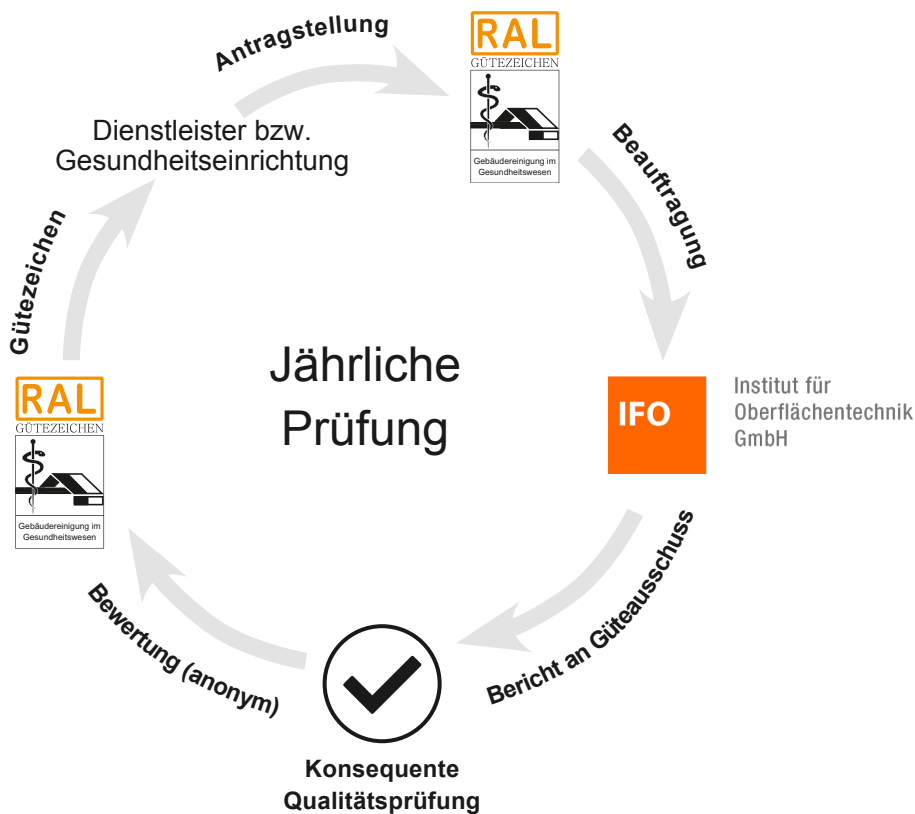 Antragstellung
RAL
GÜTEZEICHEN
Gebäudereinigung im
Gesundheitswesen
Dienstleister bzw.
Gesundheitseinrichtung
Beauftragung
Gütezeichen
Jährliche
Prüfung
IFO
Institut für
Oberflächentechnik
GmbH
RAL
GÜTEZEICHEN
Gebäudereinigung im
Gesundheitswesen
Bericht an Güteausschuss
Bewertung (anonym)
Konsequente
Qualitätsprüfung